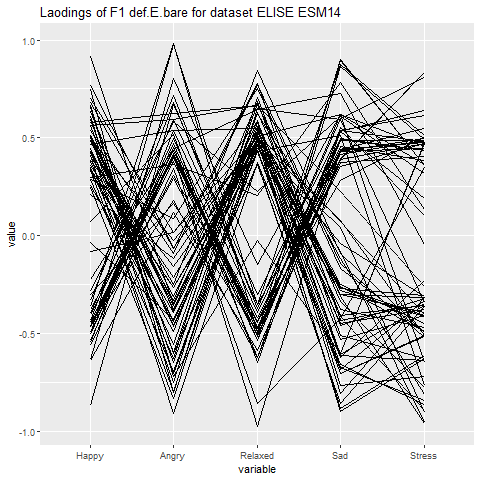 Laodings of F1 def.E.bare for dataset ELISE ESM14
1.0
0.5
0.0
-0.5
-1.0
value
Happy
Angry
Relaxed
Sad
Stress
variable